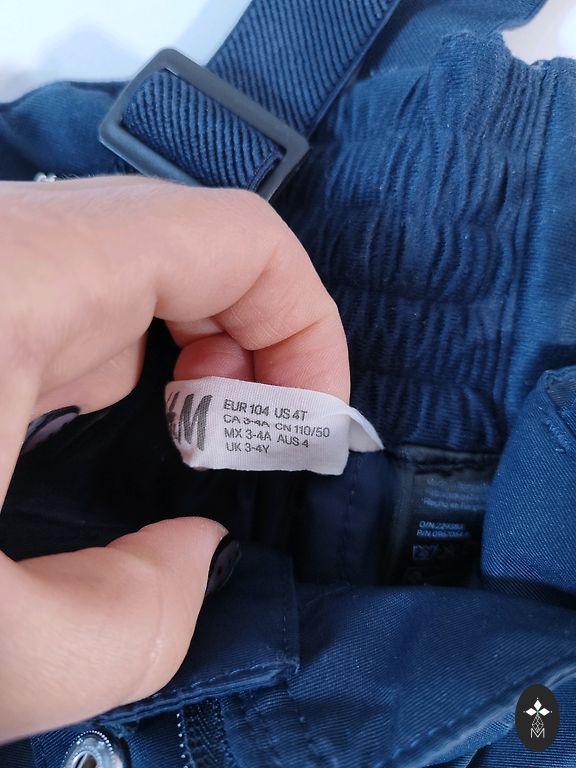 H&M
EUR 104 US 4T
CA 3-4A CN 110/50
MX 3-4A AUS 4
UK 3-4Y
M